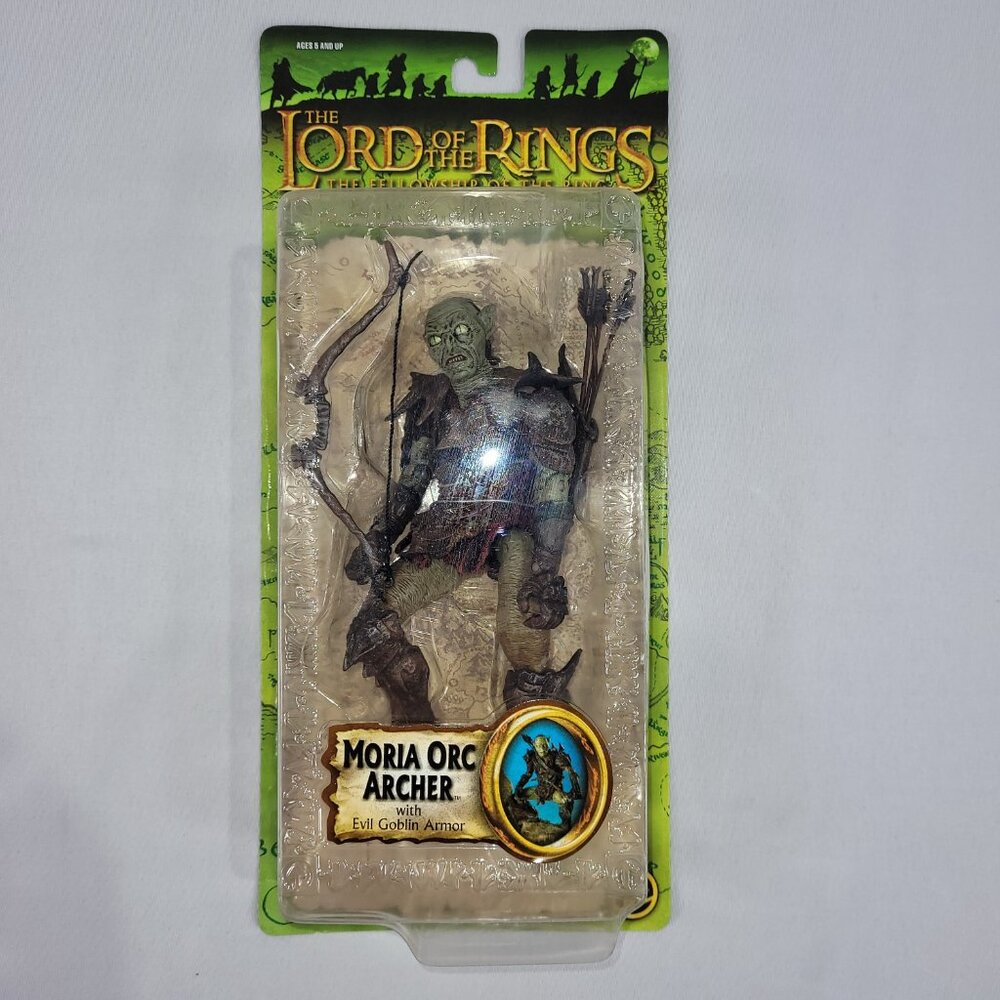 AGES 5 AND UP
THE
LORD OF THE RINGS
THE FELLOWSHIP OF THE RING
MORIA ORC
ARCHER™
with
Evil Goblin Armor